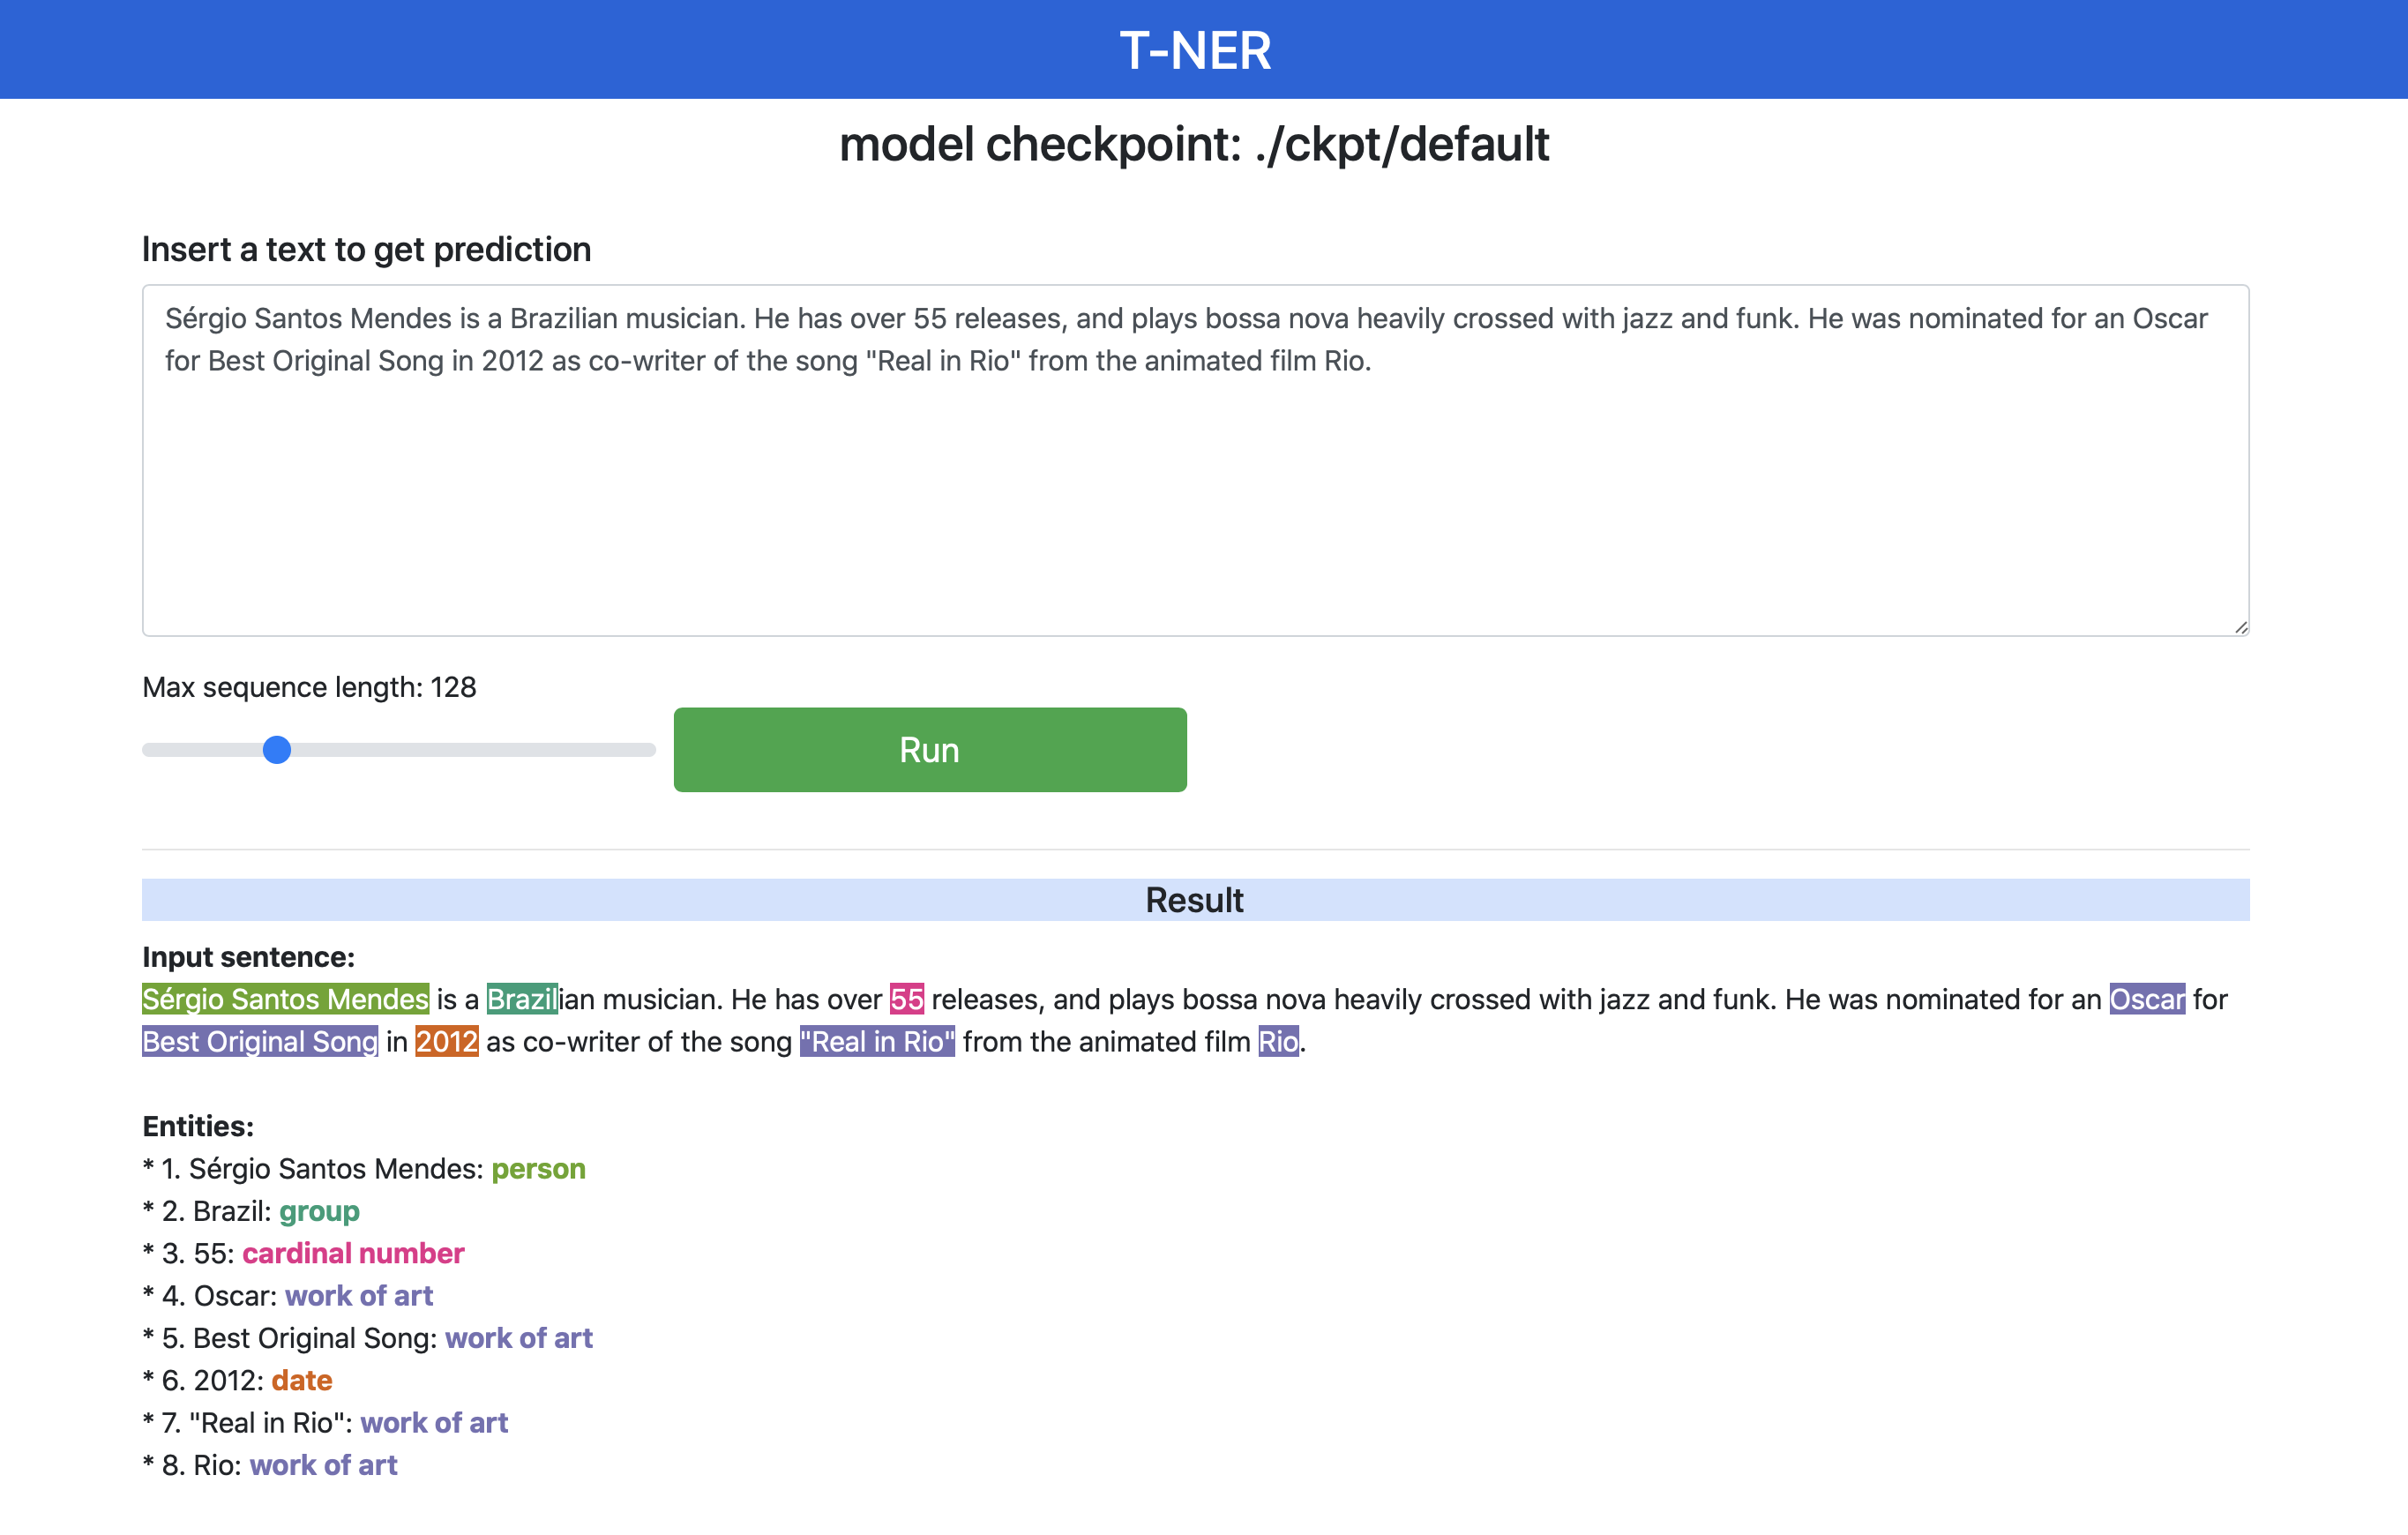 T-NER
model checkpoint: ./ckpt/default
Insert a text to get prediction
Sérgio Santos Mendes is a Brazilian musician. He has over 55 releases, and plays bossa nova heavily crossed with jazz and funk. He was nominated for an Oscar
for Best Original Song in 2012 as co-writer of the song "Real in Rio" from the animated film Rio.
Max sequence length: 128
Run
Result
Input sentence:
Sérgio Santos Mendes is a Brazilian musician. He has over 55 releases, and plays bossa nova heavily crossed with jazz and funk. He was nominated for an Oscar for
Best Original Song in 2012 as co-writer of the song "Real in Rio" from the animated film Rio.
Entities:
* 1. Sérgio Santos Mendes: person
* 2. Brazil: group
* 3. 55: cardinal number
* 4. Oscar: work of art
* 5. Best Original Song: work of art
* 6. 2012: date
* 7. "Real in Rio": work of art
* 8. Rio: work of art